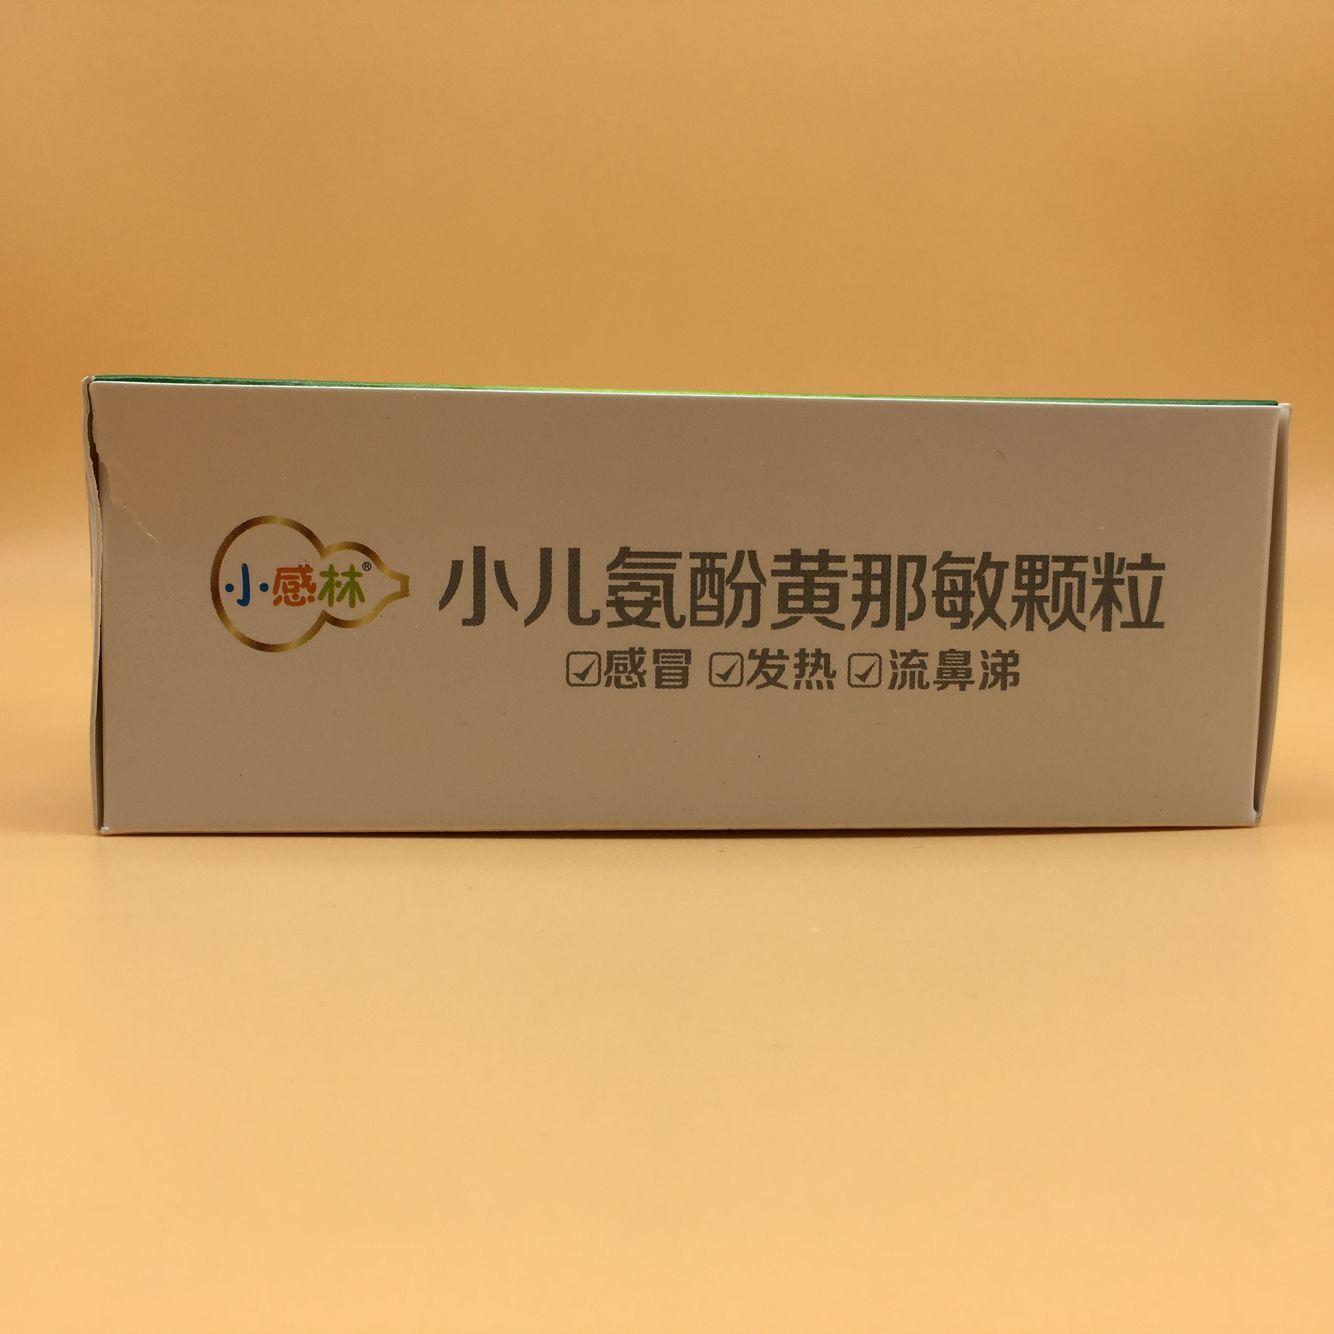 小感林®
小儿氨酚黄那敏颗粒
☑感冒 ☑发热 ☑流鼻涕